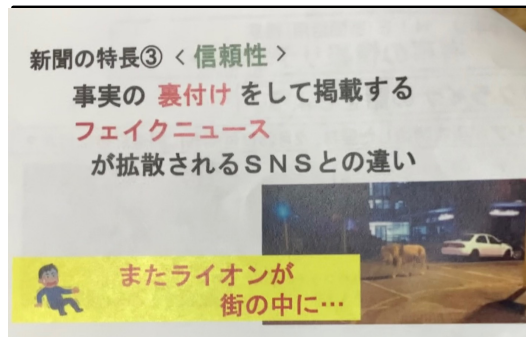 新聞の特長③＜信頼性＞
事実の 裏付け をして掲載する
フェイクニュース
が拡散されるＳＮＳとの違い
またライオンが
街の中に…